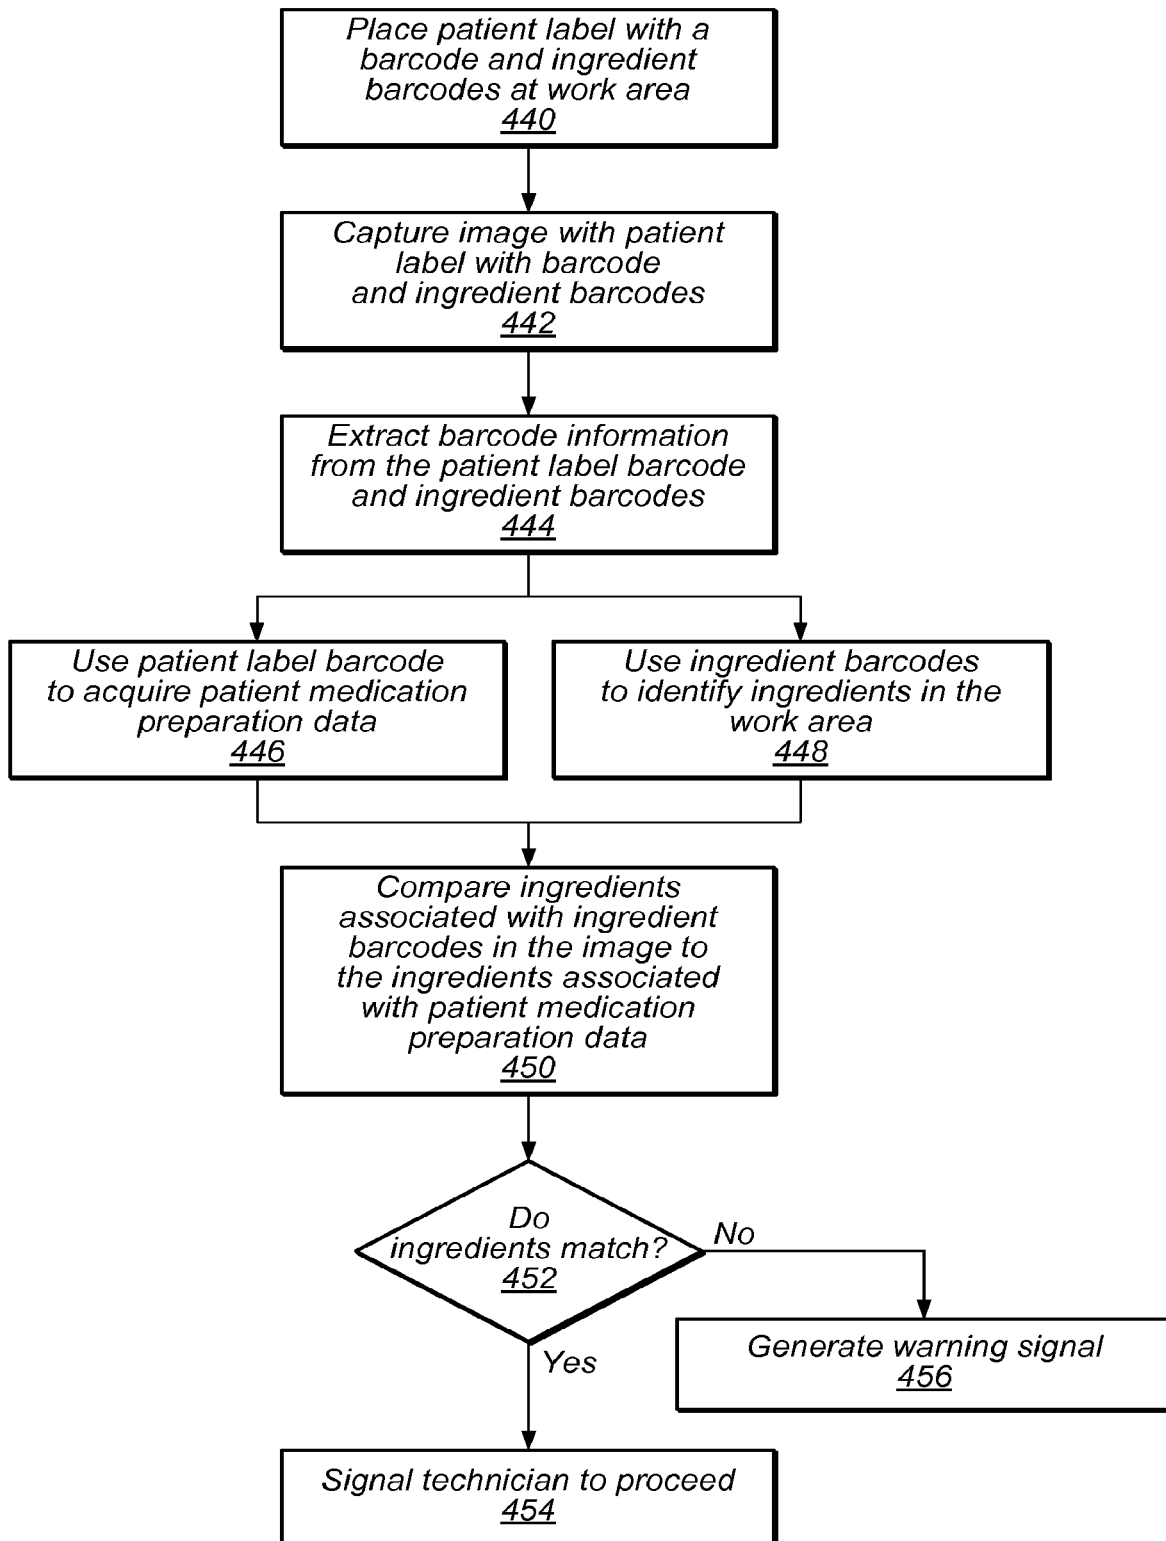 Place patient label with a
barcode and ingredient
barcodes at work area
440
Capture image with patient
label with barcode
and ingredient barcodes
442
Extract barcode information
from the patient label barcode
and ingredient barcodes
444
Use patient label barcode
to acquire patient medication
preparation data
446
Use ingredient barcodes
to identify ingredients in the
work area
448
Compare ingredients
associated with ingredient
barcodes in the image to
the ingredients associated
with patient medication
preparation data
450
Do
ingredients match?
452
No
Yes
Generate warning signal
456
Signal technician to proceed
454